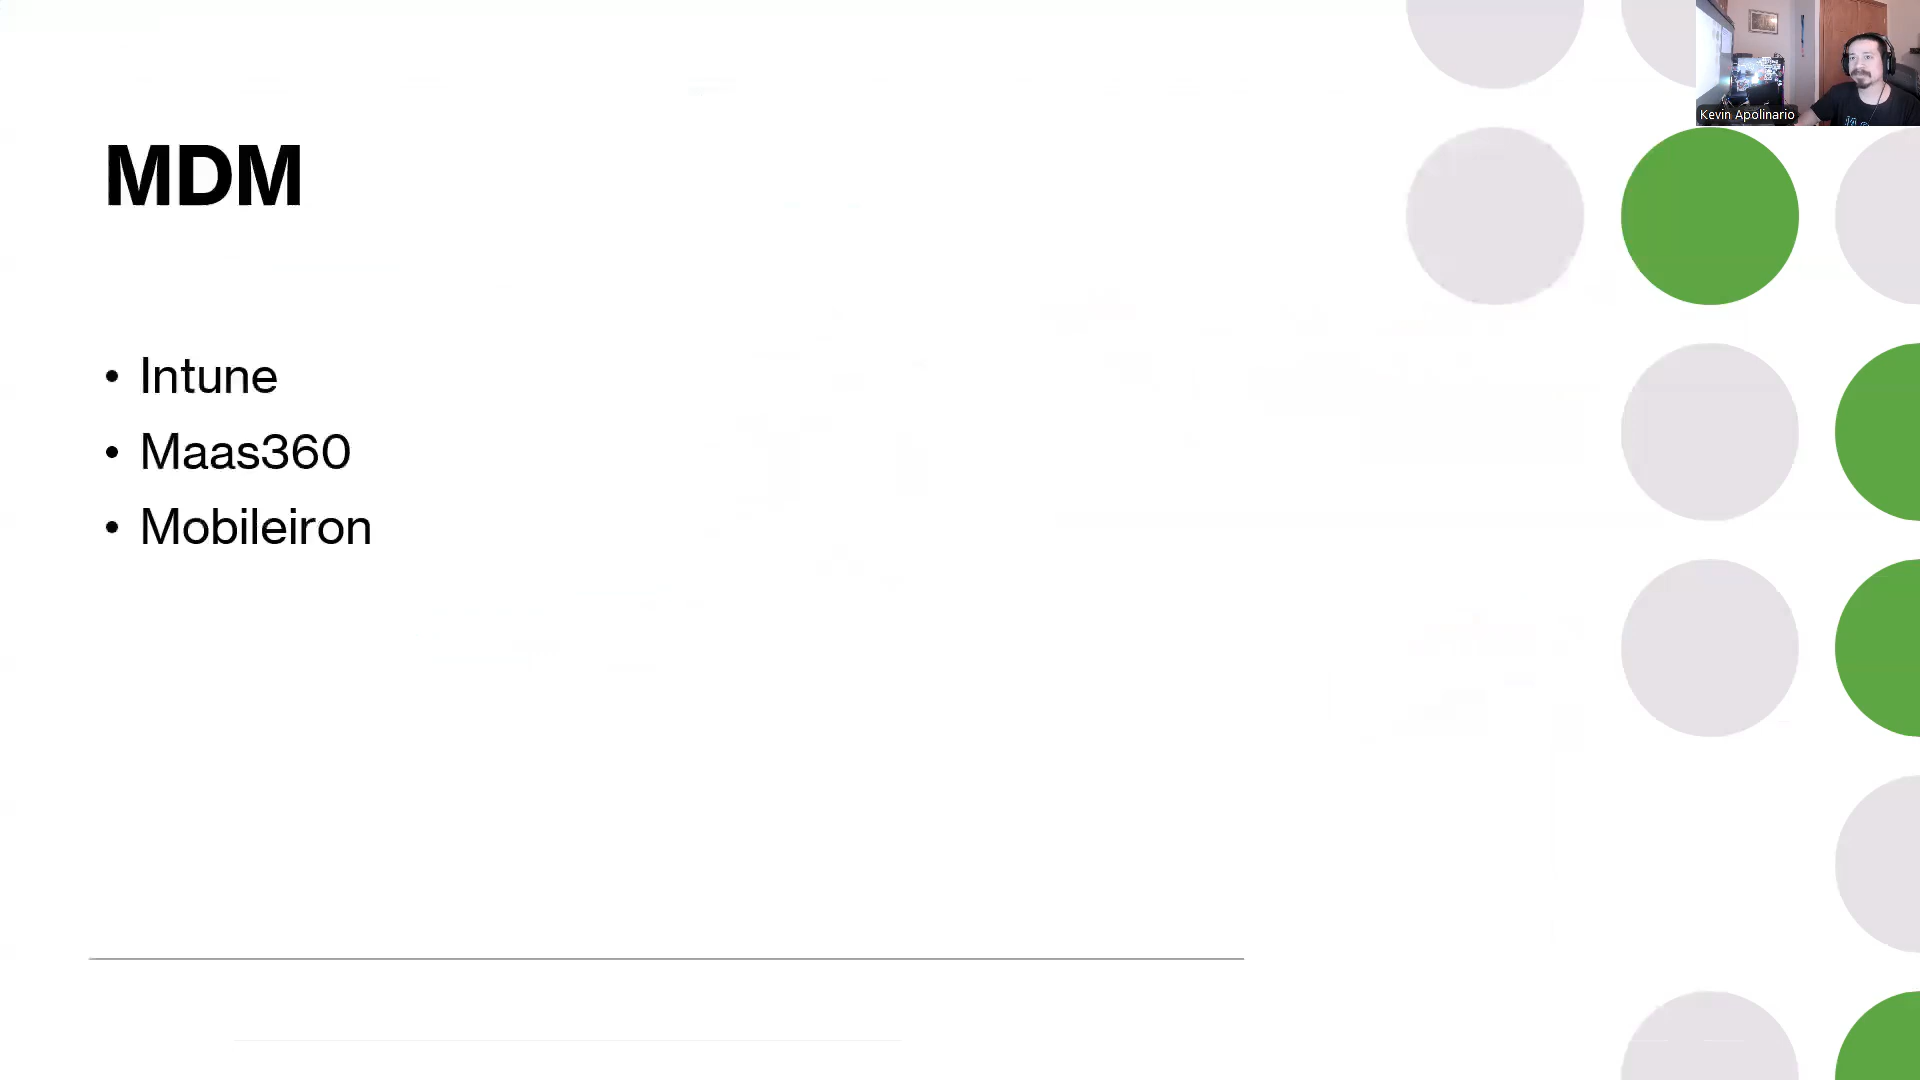 MDM
• Intune
• Maas360
• Mobileiron
Kevin Apolinario